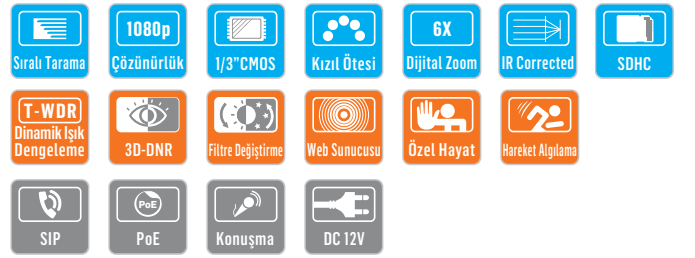 Sıralı Tarama
1080p
Çözünürlük
1/3"CMOS
Kızıl Ötesi
6X
Dijital Zoom
IR Corrected
SDHC
T-WDR
Dinamik Işık
Dengeleme
3D-DNR
Filtre Değiştirme
Web Sunucusu
Özel Hayat
Hareket Algılama
SIP
PoE
PoE
Konuşma
DC 12V